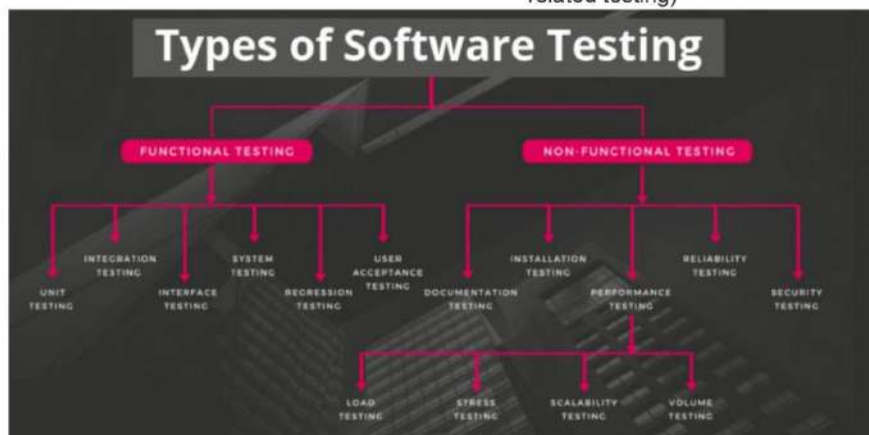 related testing)
Types of Software Testing
FUNCTIONAL TESTING
NON-FUNCTIONAL TESTING
UNIT
TESTING
INTEGRATION
TESTING
INTERFACE
TESTING
SYSTEM
TESTING
REGRESSION
TESTING
USER
ACCEPTANCE
TESTING
DOCUMENTATION
TESTING
INSTALLATION
TESTING
PERFORMANCE
TESTING
RELIABILITY
TESTING
SECURITY
TESTING
LOAD
TESTING
STRESS
TESTING
SCALABILITY
TESTING
VOLUME
TESTING